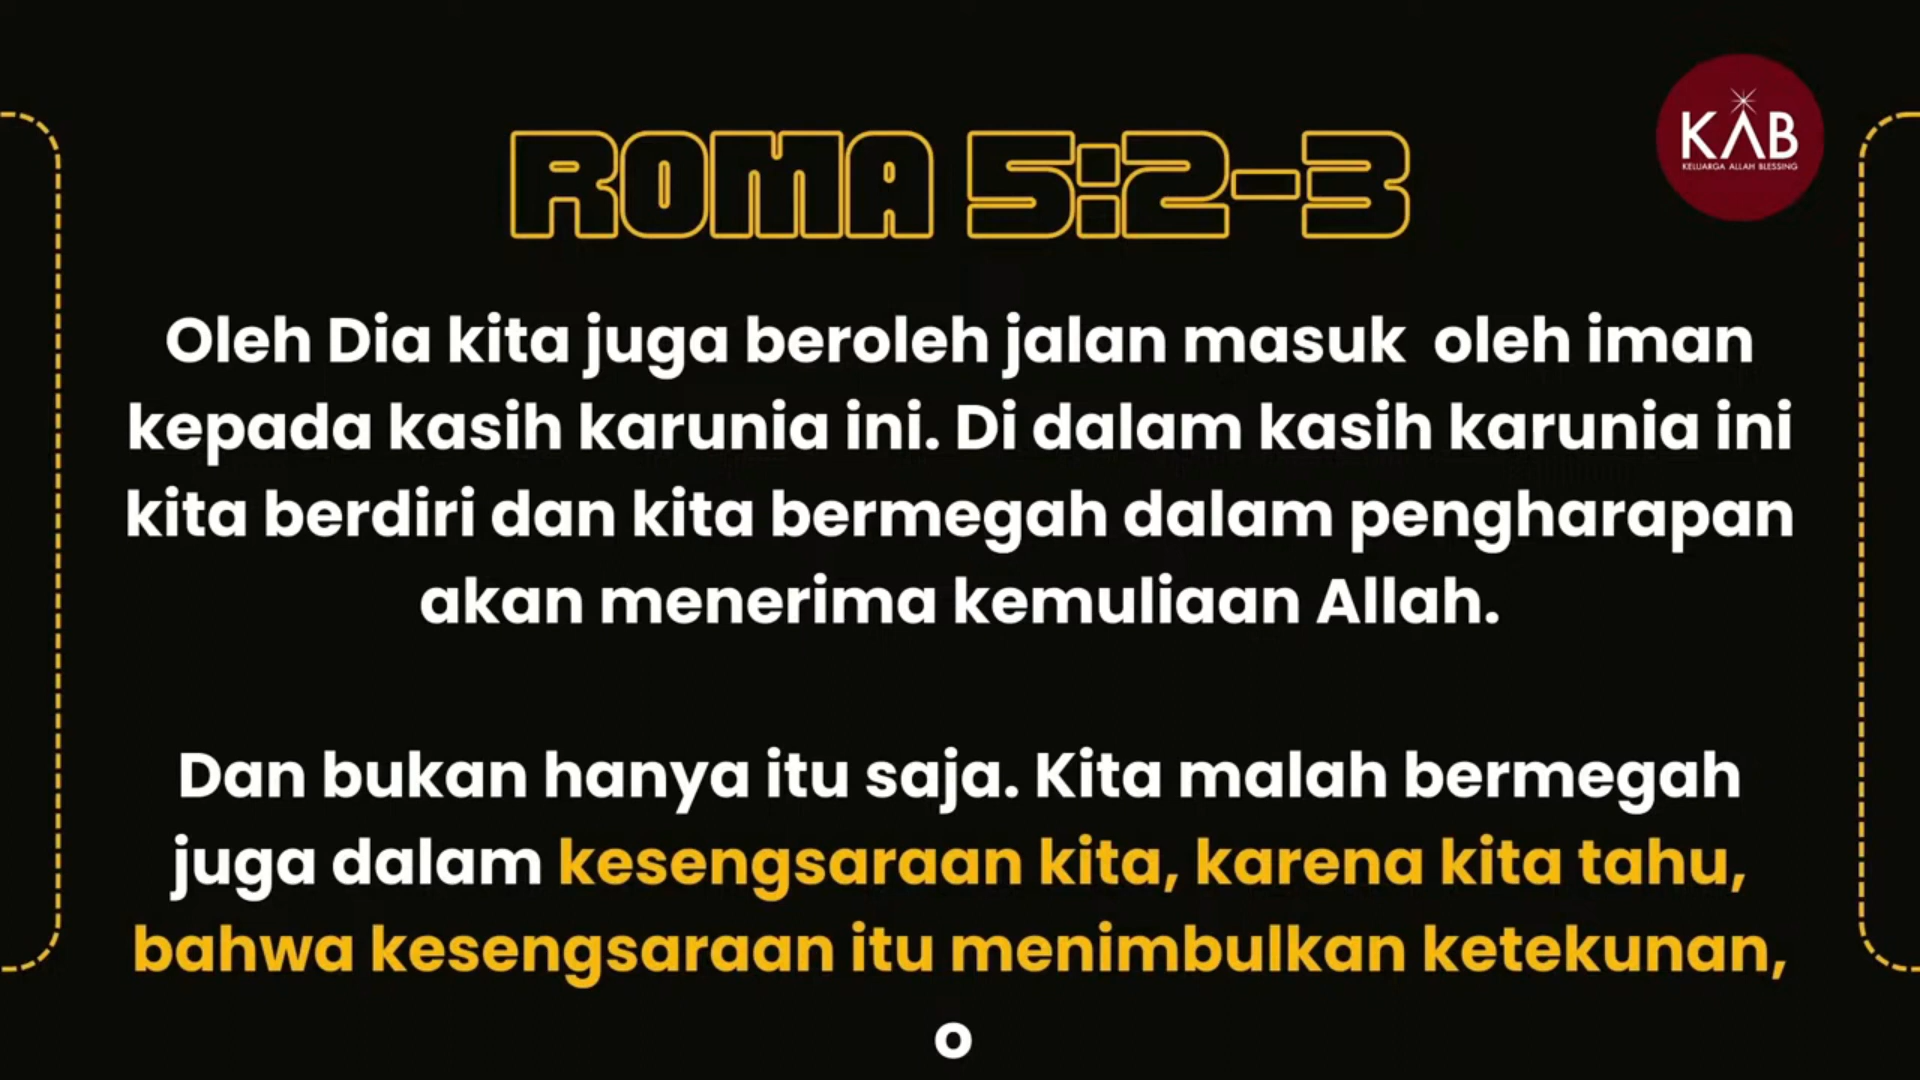 ROMA 5:2-3
KAB
KELUARGA ALLAH BLESSING
Oleh Dia kita juga beroleh jalan masuk  oleh iman
kepada kasih karunia ini. Di dalam kasih karunia ini
kita berdiri dan kita bermegah dalam pengharapan
akan menerima kemuliaan Allah.
Dan bukan hanya itu saja. Kita malah bermegah
juga dalam kesengsaraan kita, karena kita tahu,
bahwa kesengsaraan itu menimbulkan ketekunan,
o